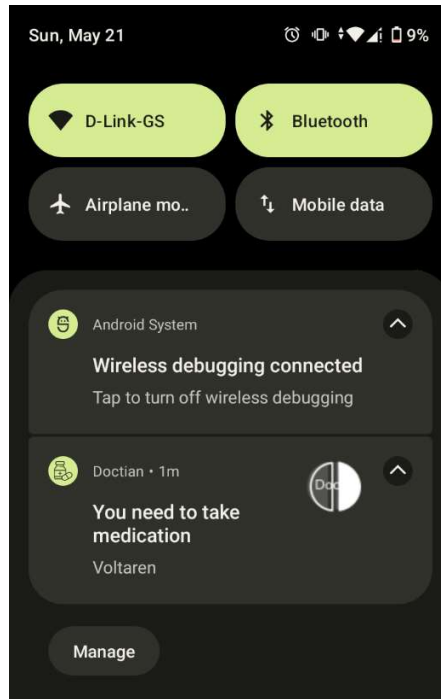 Sun, May 21 9%
D-Link-GS Bluetooth
Airplane mo.. Mobile data
Android System
Wireless debugging connected
Tap to turn off wireless debugging
Doctian • 1m
Doc
You need to take
medication
Voltaren
Manage